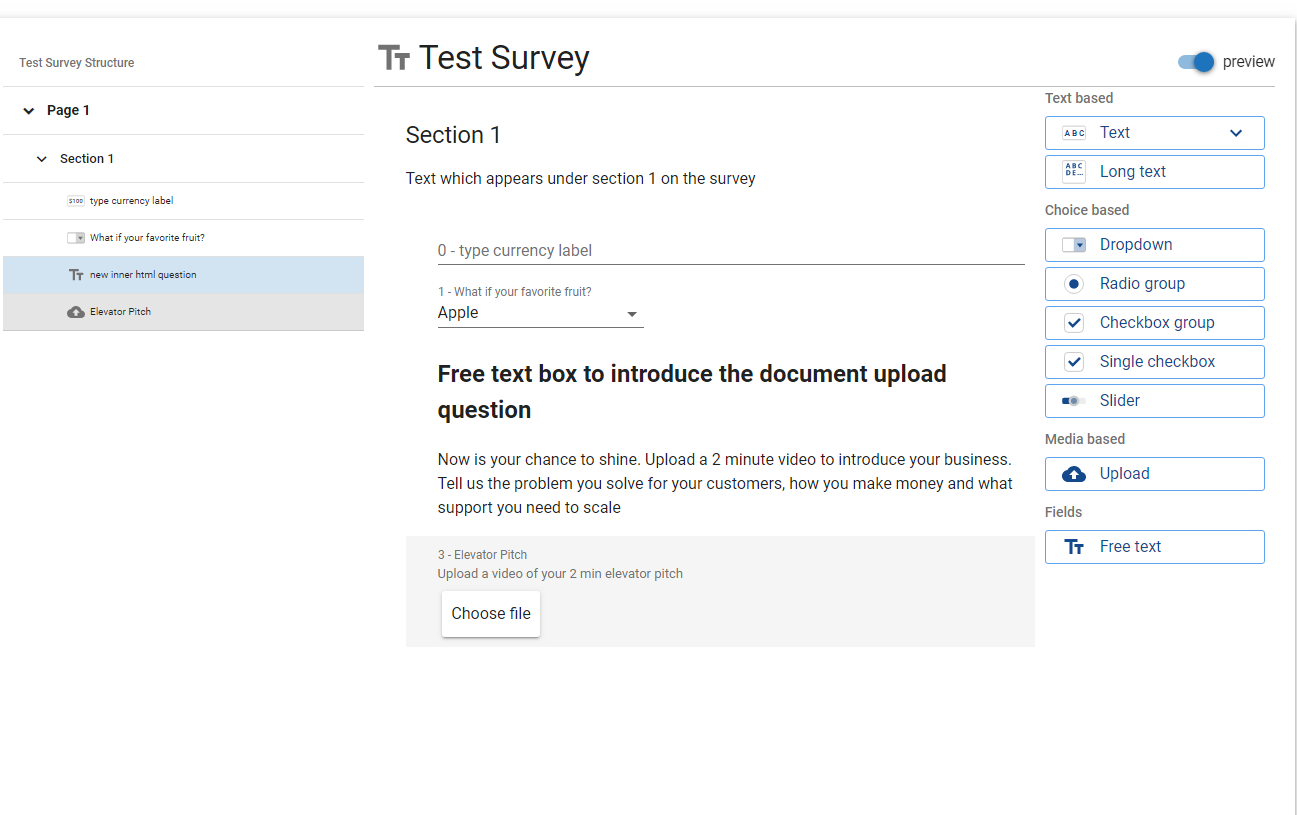 Test Survey Structure
Page 1
Section 1
$100 type currency label
What if your favorite fruit?
TT new inner html question
Elevator Pitch
Tт Test Survey
preview
Section 1
Text which appears under section 1 on the survey
0 - type currency label
1 - What if your favorite fruit?
Apple
Free text box to introduce the document upload
question
Now is your chance to shine. Upload a 2 minute video to introduce your business.
Tell us the problem you solve for your customers, how you make money and what
support you need to scale
3 - Elevator Pitch
Upload a video of your 2 min elevator pitch
Choose file
Text based
ABC Text
ABC
DE... Long text
Choice based
Dropdown
Radio group
Checkbox group
Single checkbox
Slider
Media based
Upload
Fields
Tт Free text